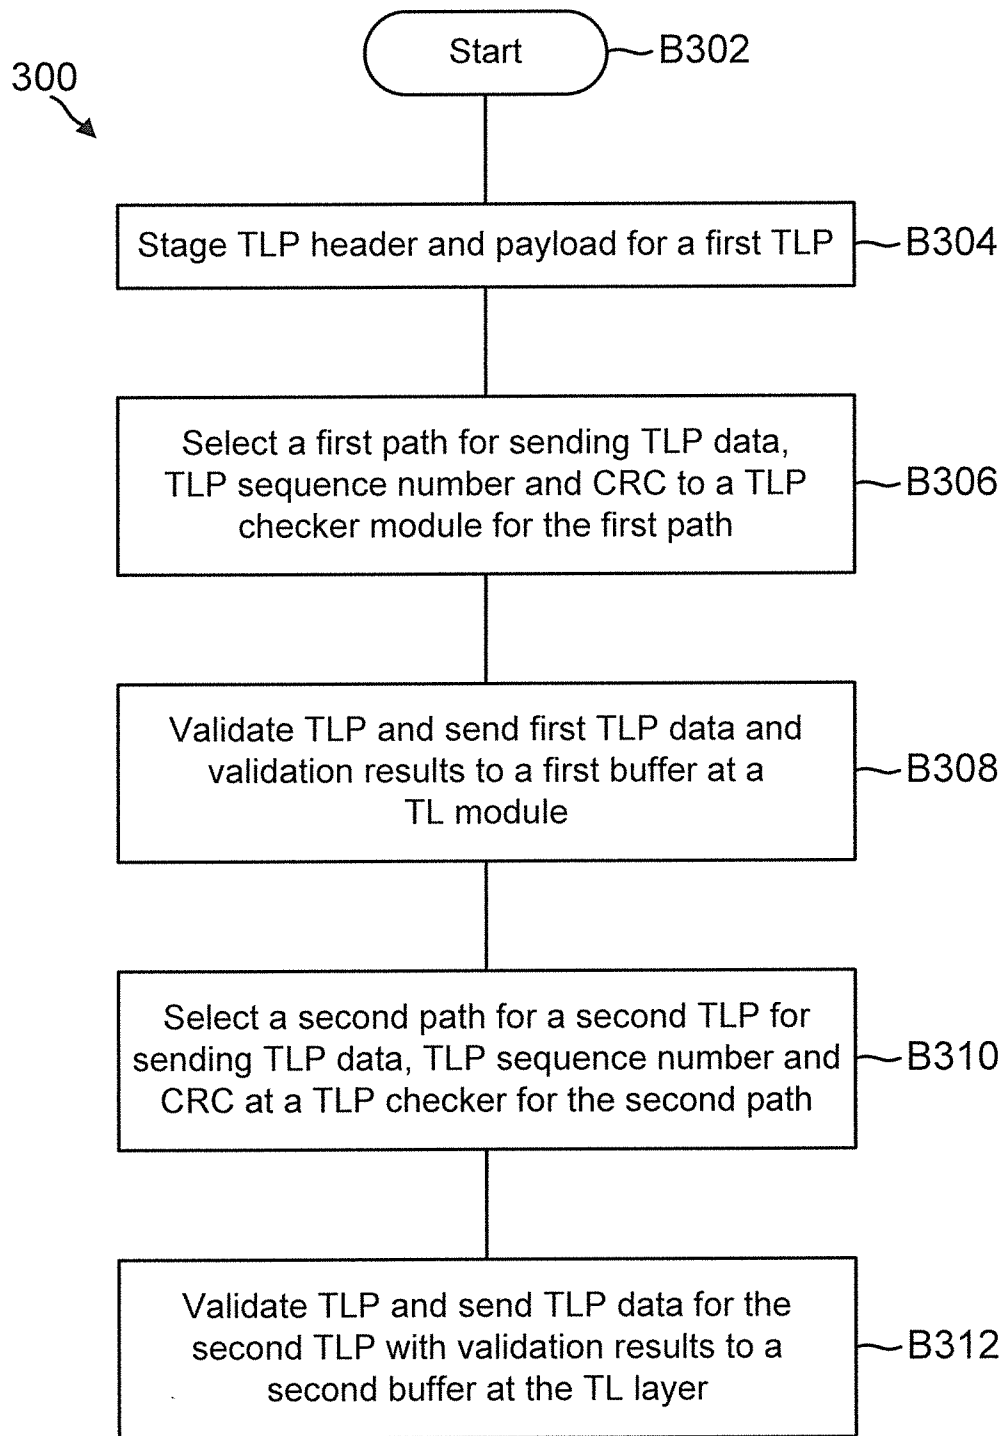 Start
B302
300
Stage TLP header and payload for a first TLP
B304
Select a first path for sending TLP data,
TLP sequence number and CRC to a TLP
checker module for the first path
B306
Validate TLP and send first TLP data and
validation results to a first buffer at a
TL module
B308
Select a second path for a second TLP for
sending TLP data, TLP sequence number and
CRC at a TLP checker for the second path
B310
Validate TLP and send TLP data for the
second TLP with validation results to a
second buffer at the TL layer
B312